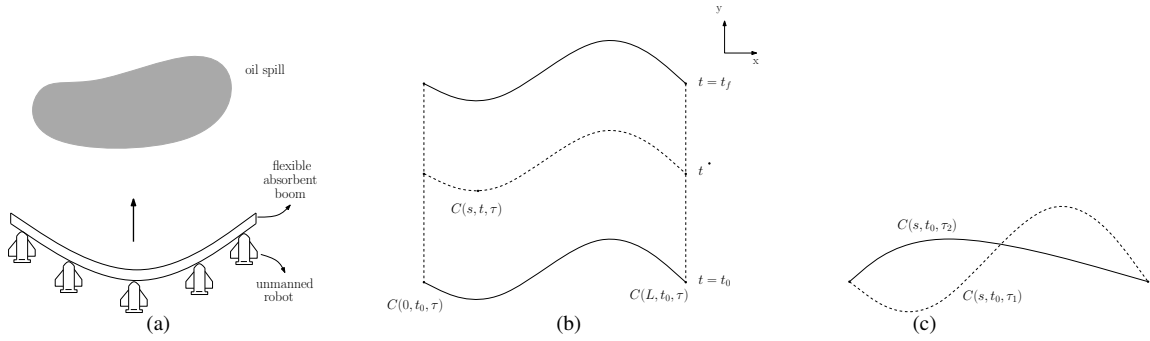 oil spill
flexible
absorbent
boom
unmanned
robot
(a)
y
x
t = t_f
t^*
C(s, t, τ)
t = t_0
C(0, t_0, τ)
C(L, t_0, τ)
(b)
C(s, t_0, τ_2)
C(s, t_0, τ_1)
(c)